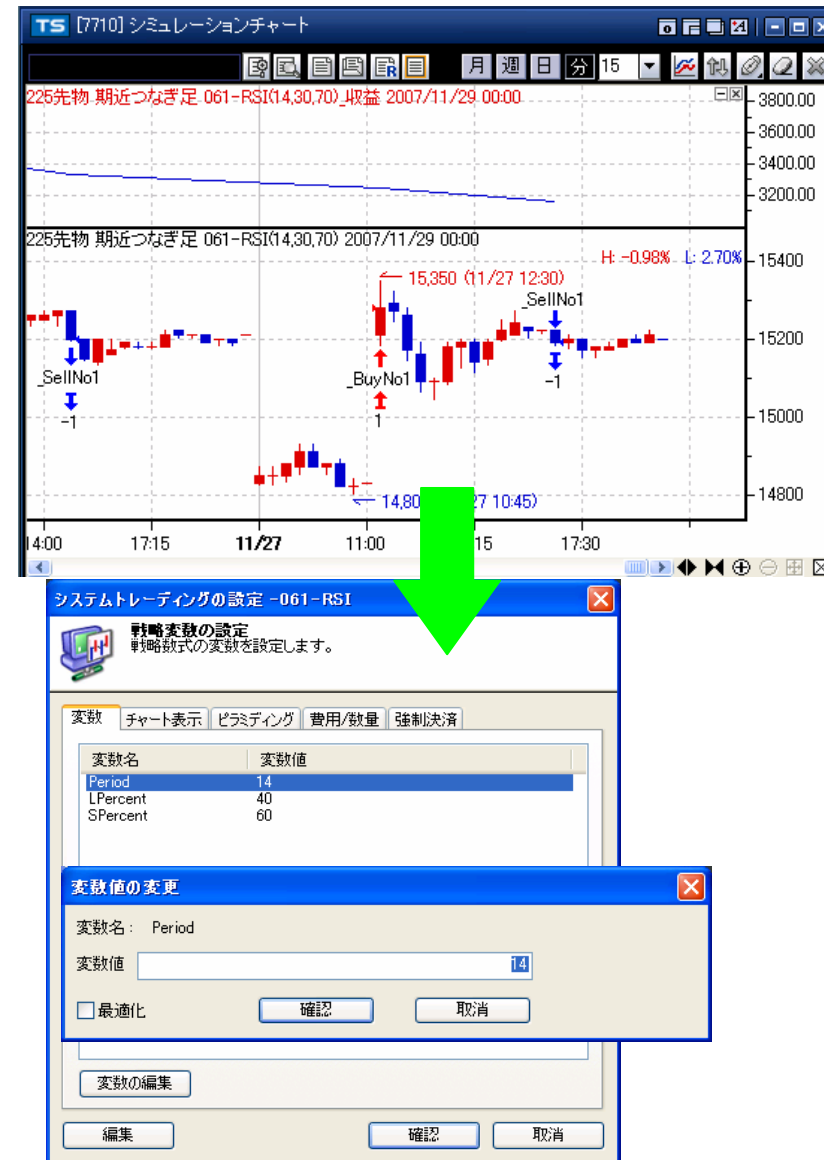 TS [7710] シミュレーションチャート
月 週 日 分 15
225先物 期近つなぎ足 061-RSI(14,30,70)_収益 2007/11/29 00:00
3800.00
3600.00
3400.00
3200.00
225先物 期近つなぎ足 061-RSI(14,30,70) 2007/11/29 00:00
H: -0.98% L: 2.70%
15400
15,350 (11/27 12:30)
_SellNo1
15200
_SellNo1
_BuyNo1
-1
-1
1
15000
14,80
7 10:45)
14800
14:00 17:15 11/27 11:00 15 17:30
システムトレーディングの設定 -061-RSI
戦略変数の設定
戦略数式の変数を設定します。
変数 チャート表示 ピラミディング 費用/数量 強制決済
変数名 変数値
Period 14
LPercent 40
SPercent 60
変数値の変更
変数名: Period
変数値 14
最適化 確認 取消
変数の編集
編集 確認 取消